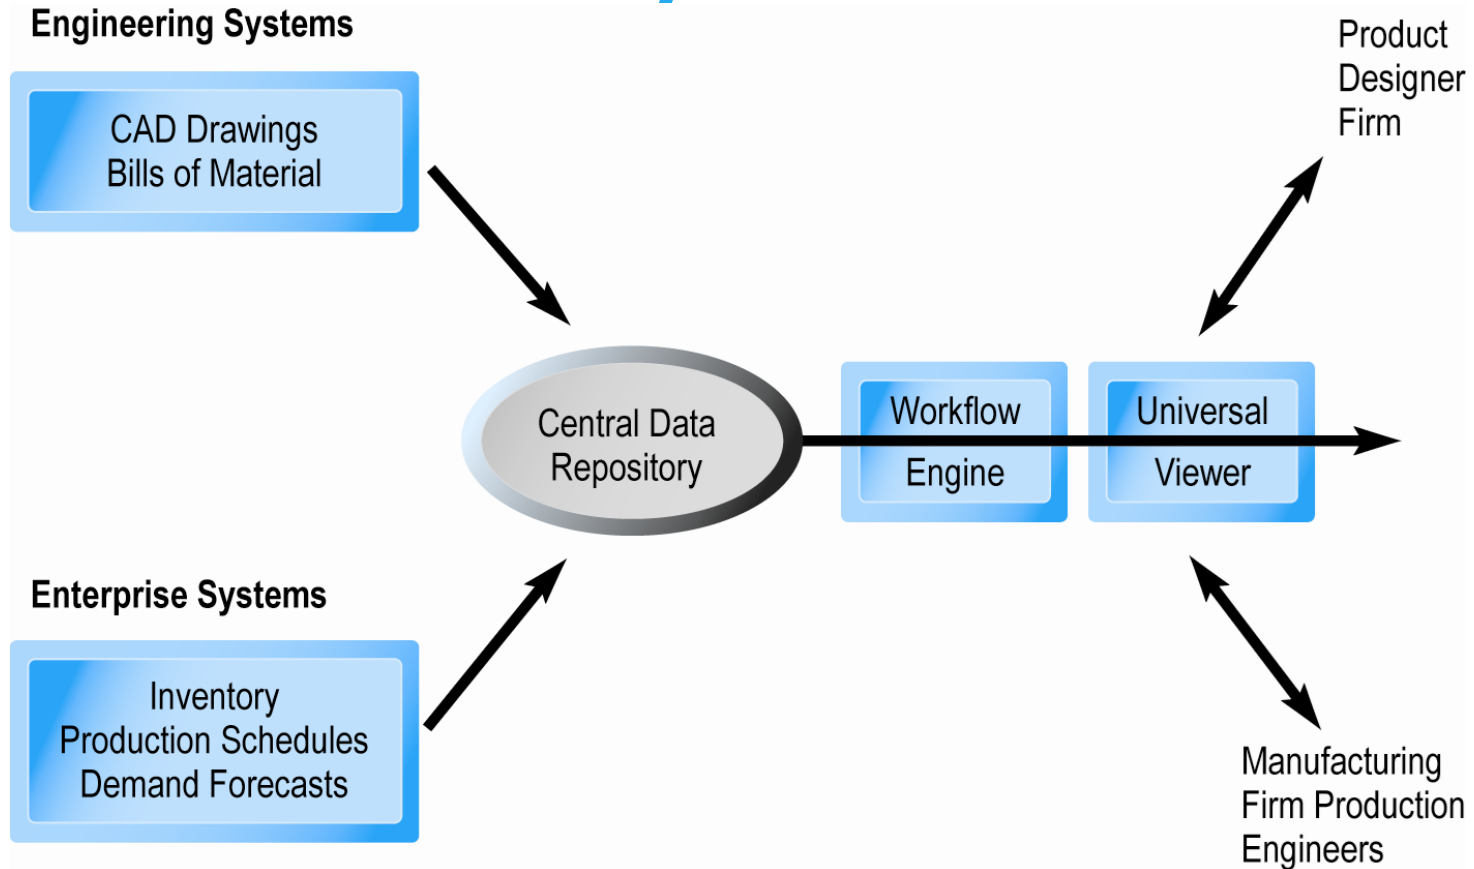 Engineering Systems
CAD Drawings
Bills of Material
Product
Designer
Firm
Central Data
Repository
Workflow
Engine
Universal
Viewer
Enterprise Systems
Inventory
Production Schedules
Demand Forecasts
Manufacturing
Firm Production
Engineers